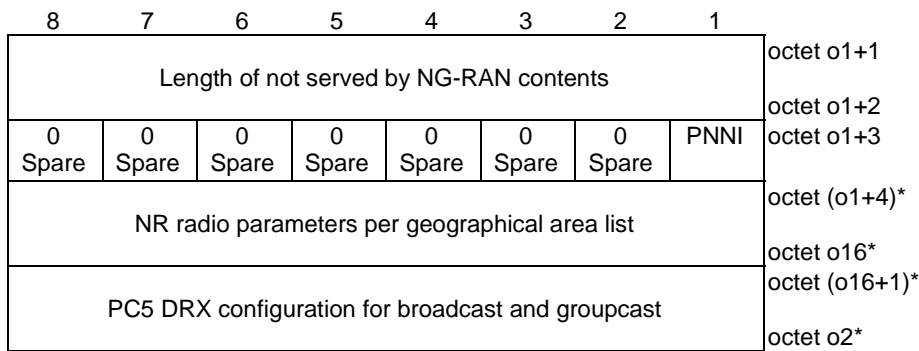 8 7 6 5 4 3 2 1
octet o1+1
Length of not served by NG-RAN contents
octet o1+2
0 0 0 0 0 0 0 PNNI octet o1+3
Spare Spare Spare Spare Spare Spare Spare
octet (o1+4)*
NR radio parameters per geographical area list
octet o16*
octet (o16+1)*
PC5 DRX configuration for broadcast and groupcast
octet o2*